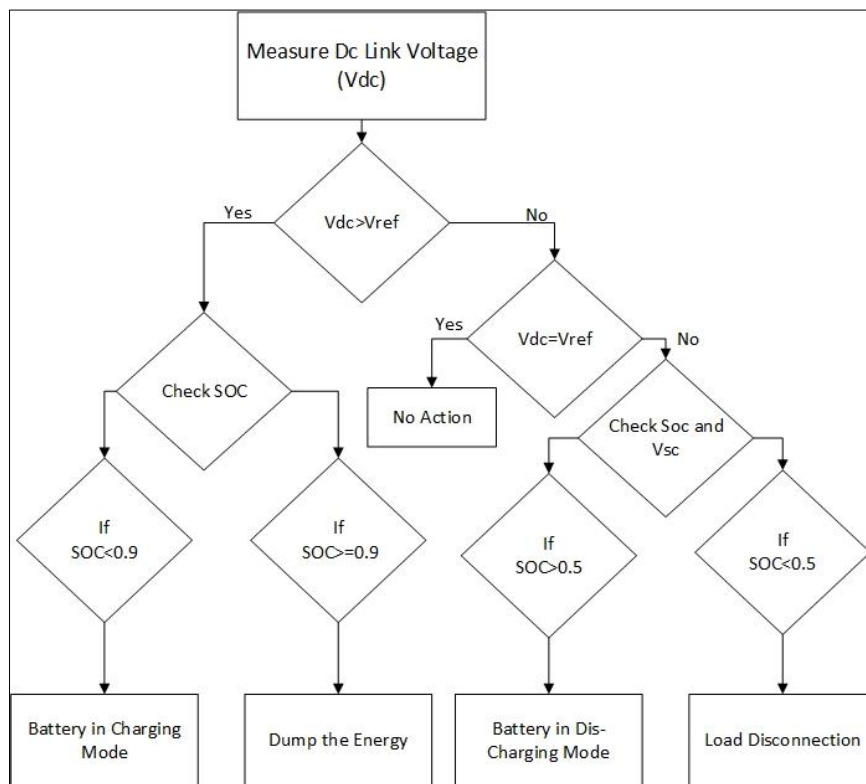 Measure Dc Link Voltage
(Vdc)
Yes
Vdc>Vref
No
Yes
Vdc=Vref
No
Check SOC
No Action
Check Soc and
Vsc
If
SOC<0.9
If
SOC>=0.9
If
SOC>0.5
If
SOC<0.5
Battery in Charging
Mode
Dump the Energy
Battery in Dis-
Charging Mode
Load Disconnection